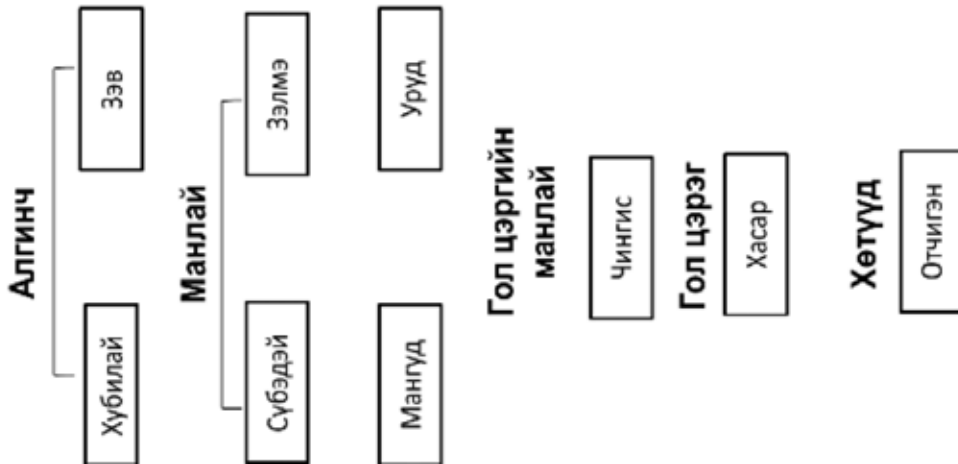 Алгинч
Хубилай
Зэв
Манлай
Сүбэдэй
Зэлмэ
Мангуд
Уруд
Гол цэргийн
манлай
Чингис
Гол цэрэг
Хасар
Хөтүүд
Отчигэн